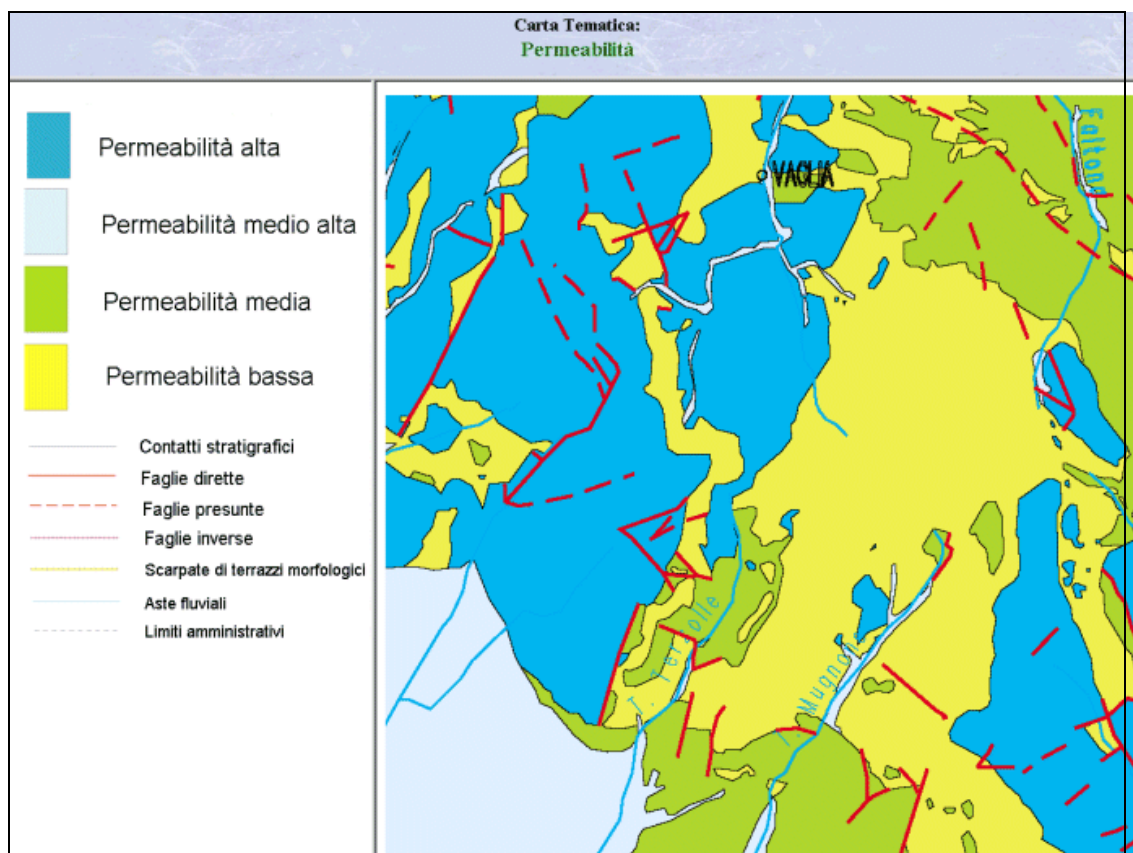 Carta Tematica:
Permeabilità
Permeabilità alta
Permeabilità medio alta
Permeabilità media
Permeabilità bassa
Contatti stratigrafici
Faglie dirette
Faglie presunte
Faglie inverse
Scarpate di terrazzi morfologici
Aste fluviali
Limiti amministrativi
VAGLIA
Faltona
T. Terzolle
T. Mugnone